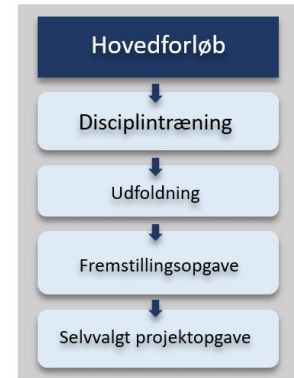 Hovedforløb
Disciplintræning
Udfoldning
Fremstillingsopgave
Selvvalgt projektopgave